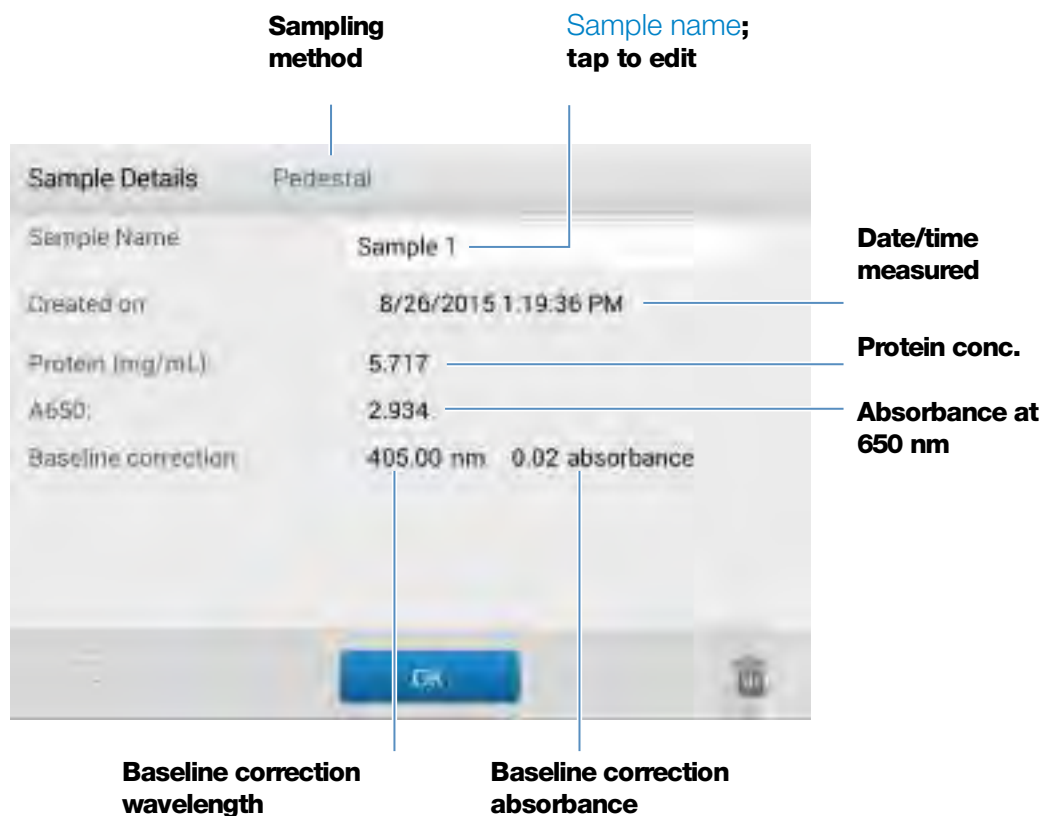 Sampling
method
Sample name;
tap to edit
Sample Details Pedestal
Sample Name Sample 1
Date/time
measured
Created on 8/26/2015 1:19:36 PM
Protein conc.
Protein (mg/mL) 5.717
A650: 2.934
Absorbance at
650 nm
Baseline correction 405.00 nm 0.02 absorbance
OK
Baseline correction
wavelength
Baseline correction
absorbance